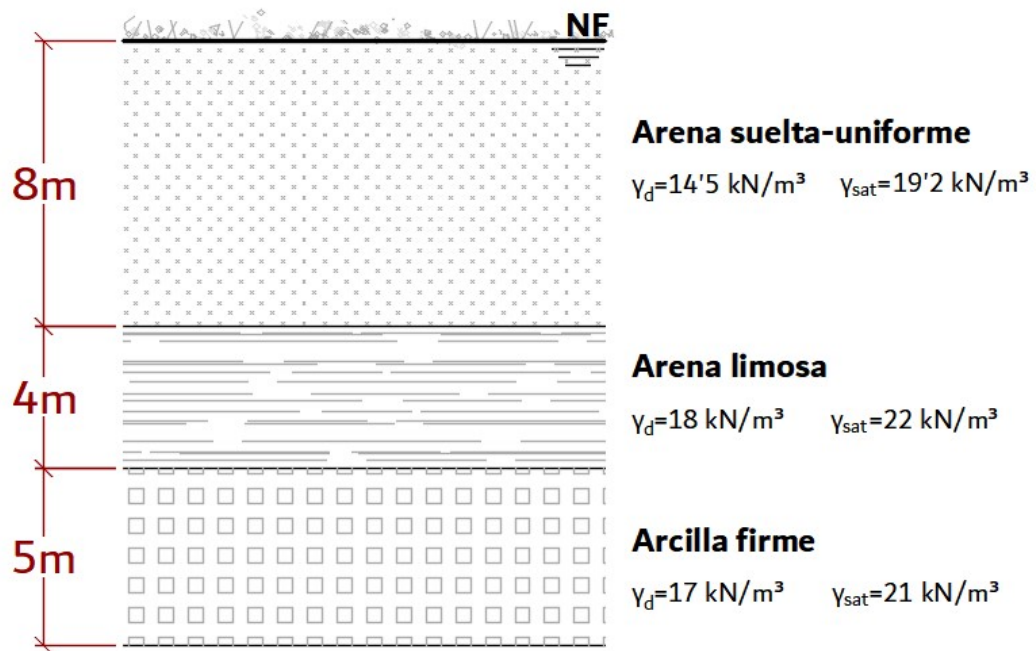 NF
8m
Arena suelta-uniforme
γd=14'5 kN/m³ γsat=19'2 kN/m³
4m
Arena limosa
γd=18 kN/m³ γsat=22 kN/m³
5m
Arcilla firme
γd=17 kN/m³ γsat=21 kN/m³